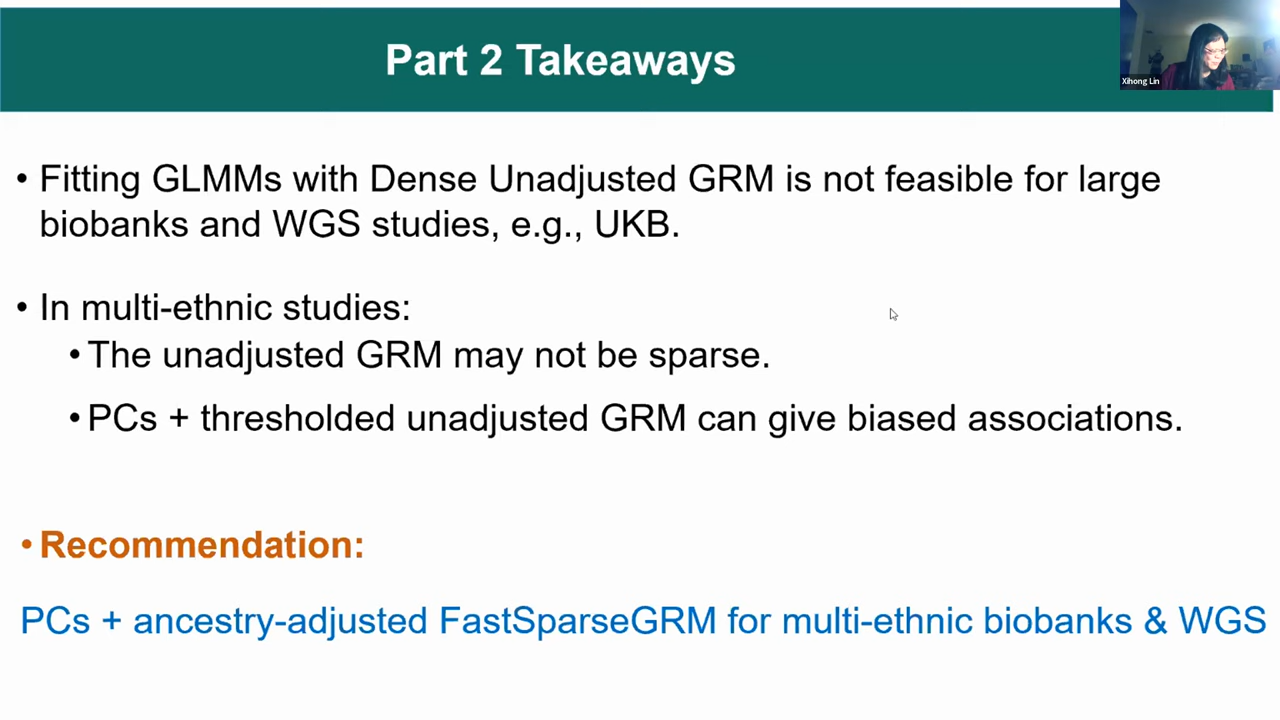 Part 2 Takeaways
Xihong Lin
• Fitting GLMMs with Dense Unadjusted GRM is not feasible for large
biobanks and WGS studies, e.g., UKB.
• In multi-ethnic studies:
• The unadjusted GRM may not be sparse.
• PCs + thresholded unadjusted GRM can give biased associations.
• Recommendation:
PCs + ancestry-adjusted FastSparseGRM for multi-ethnic biobanks & WGS